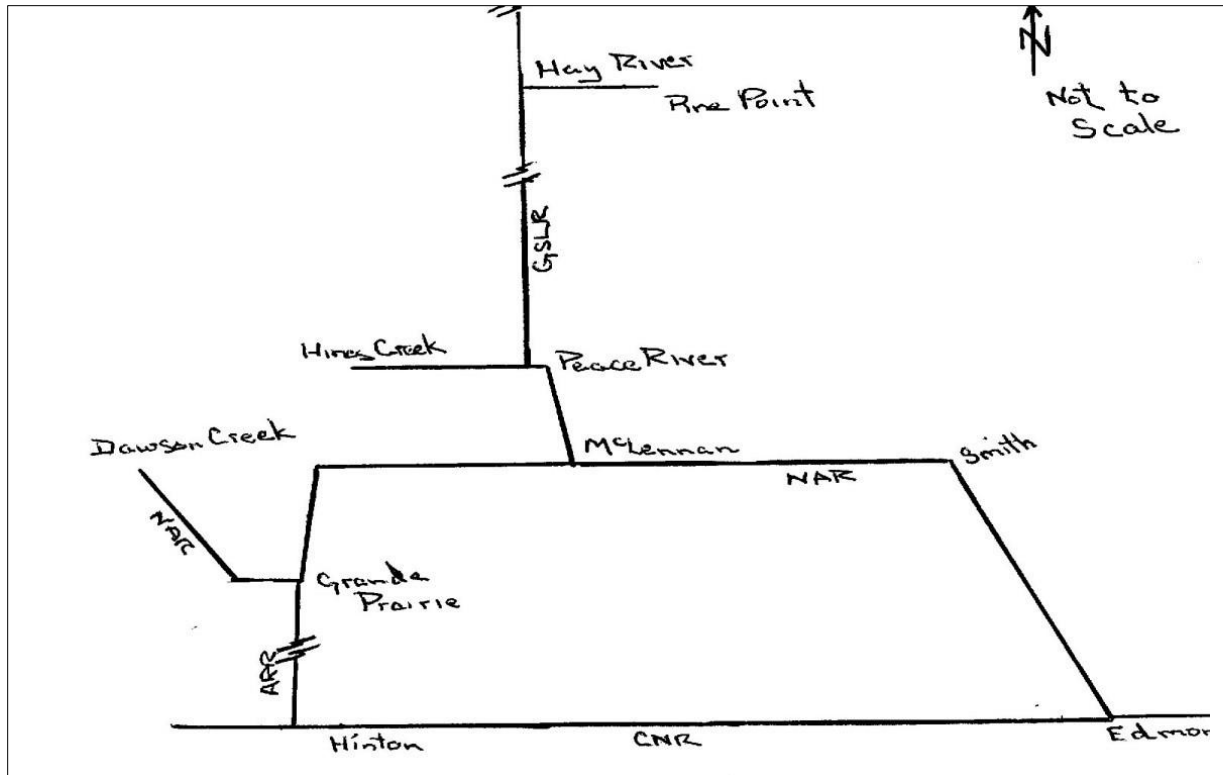 N
Hay River
Pine Point
Not to
Scale
GSLR
Hines Creek
Peace River
Dawson Creek
McLennan
Smith
NAR
NAR
Grande
Prairie
ARR
Hinton
CNR
Edmon